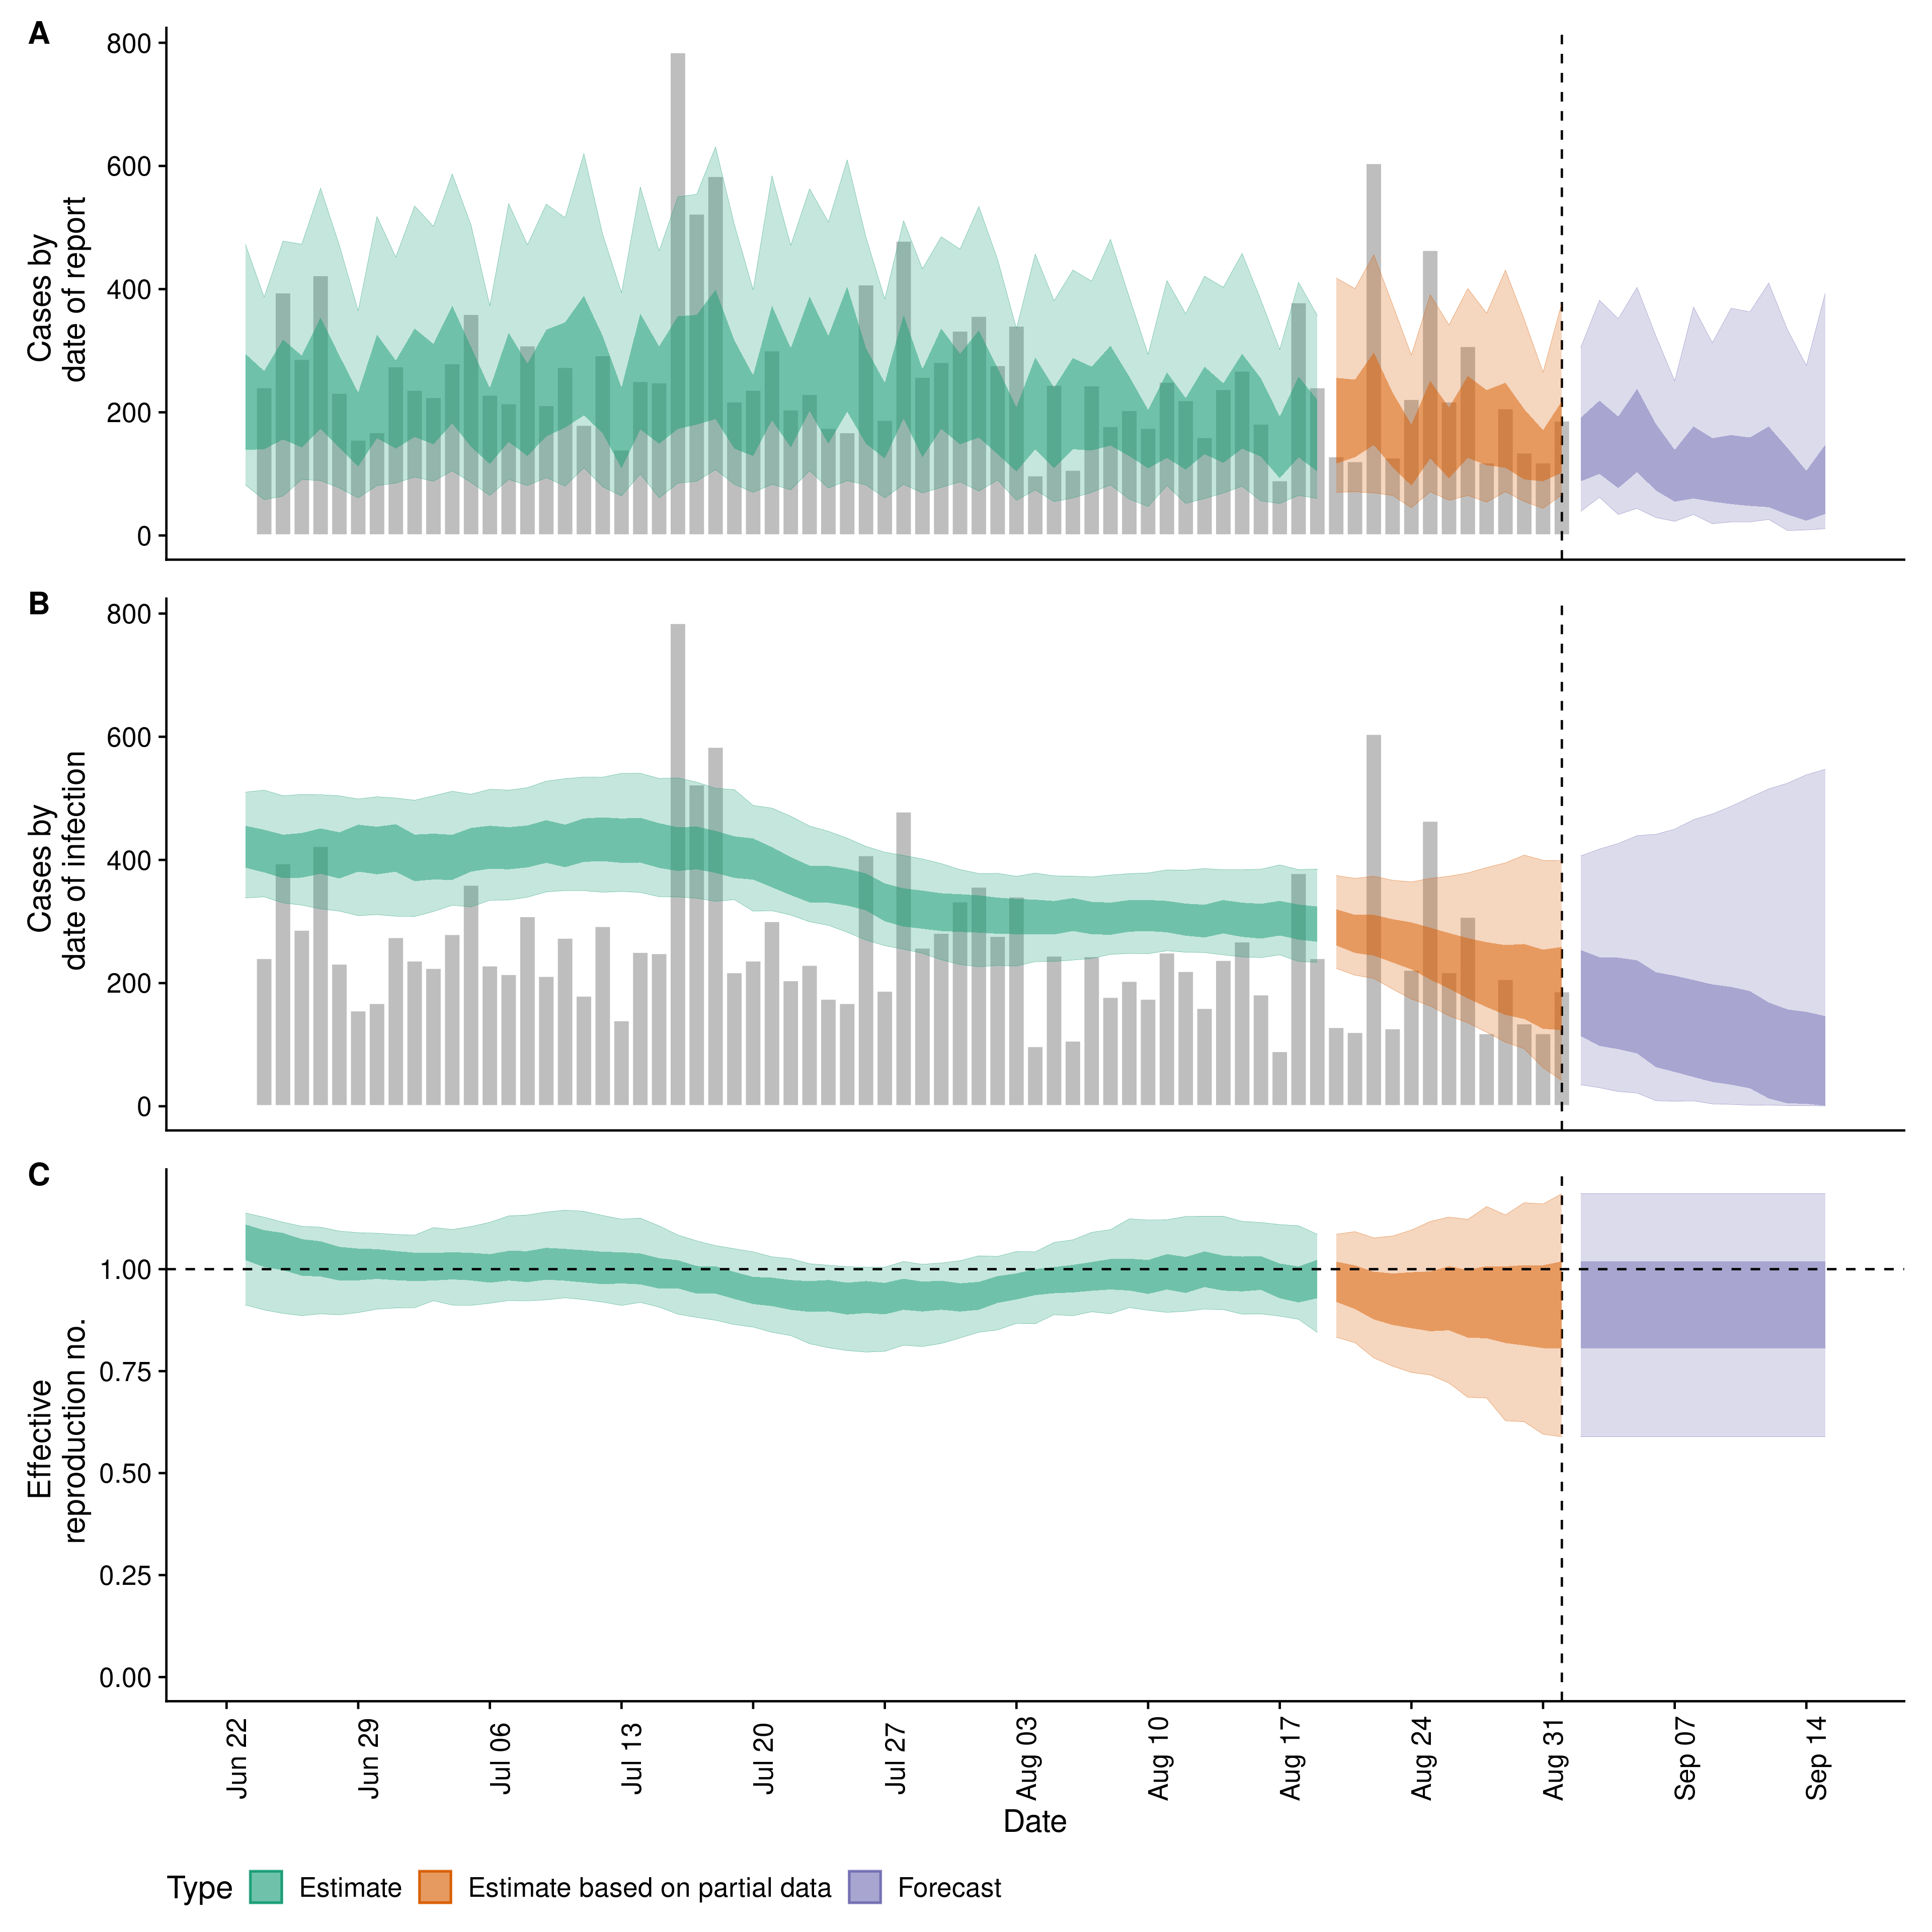 A
800
600
400
200
0
Cases by
date of report
B
800
600
400
200
0
Cases by
date of infection
C
1.00
0.75
0.50
0.25
0.00
Effective
reproduction no.
Jun 22
Jun 29
Jul 06
Jul 13
Jul 20
Jul 27
Aug 03
Aug 10
Aug 17
Aug 24
Aug 31
Sep 07
Sep 14
Date
Type Estimate Estimate based on partial data Forecast